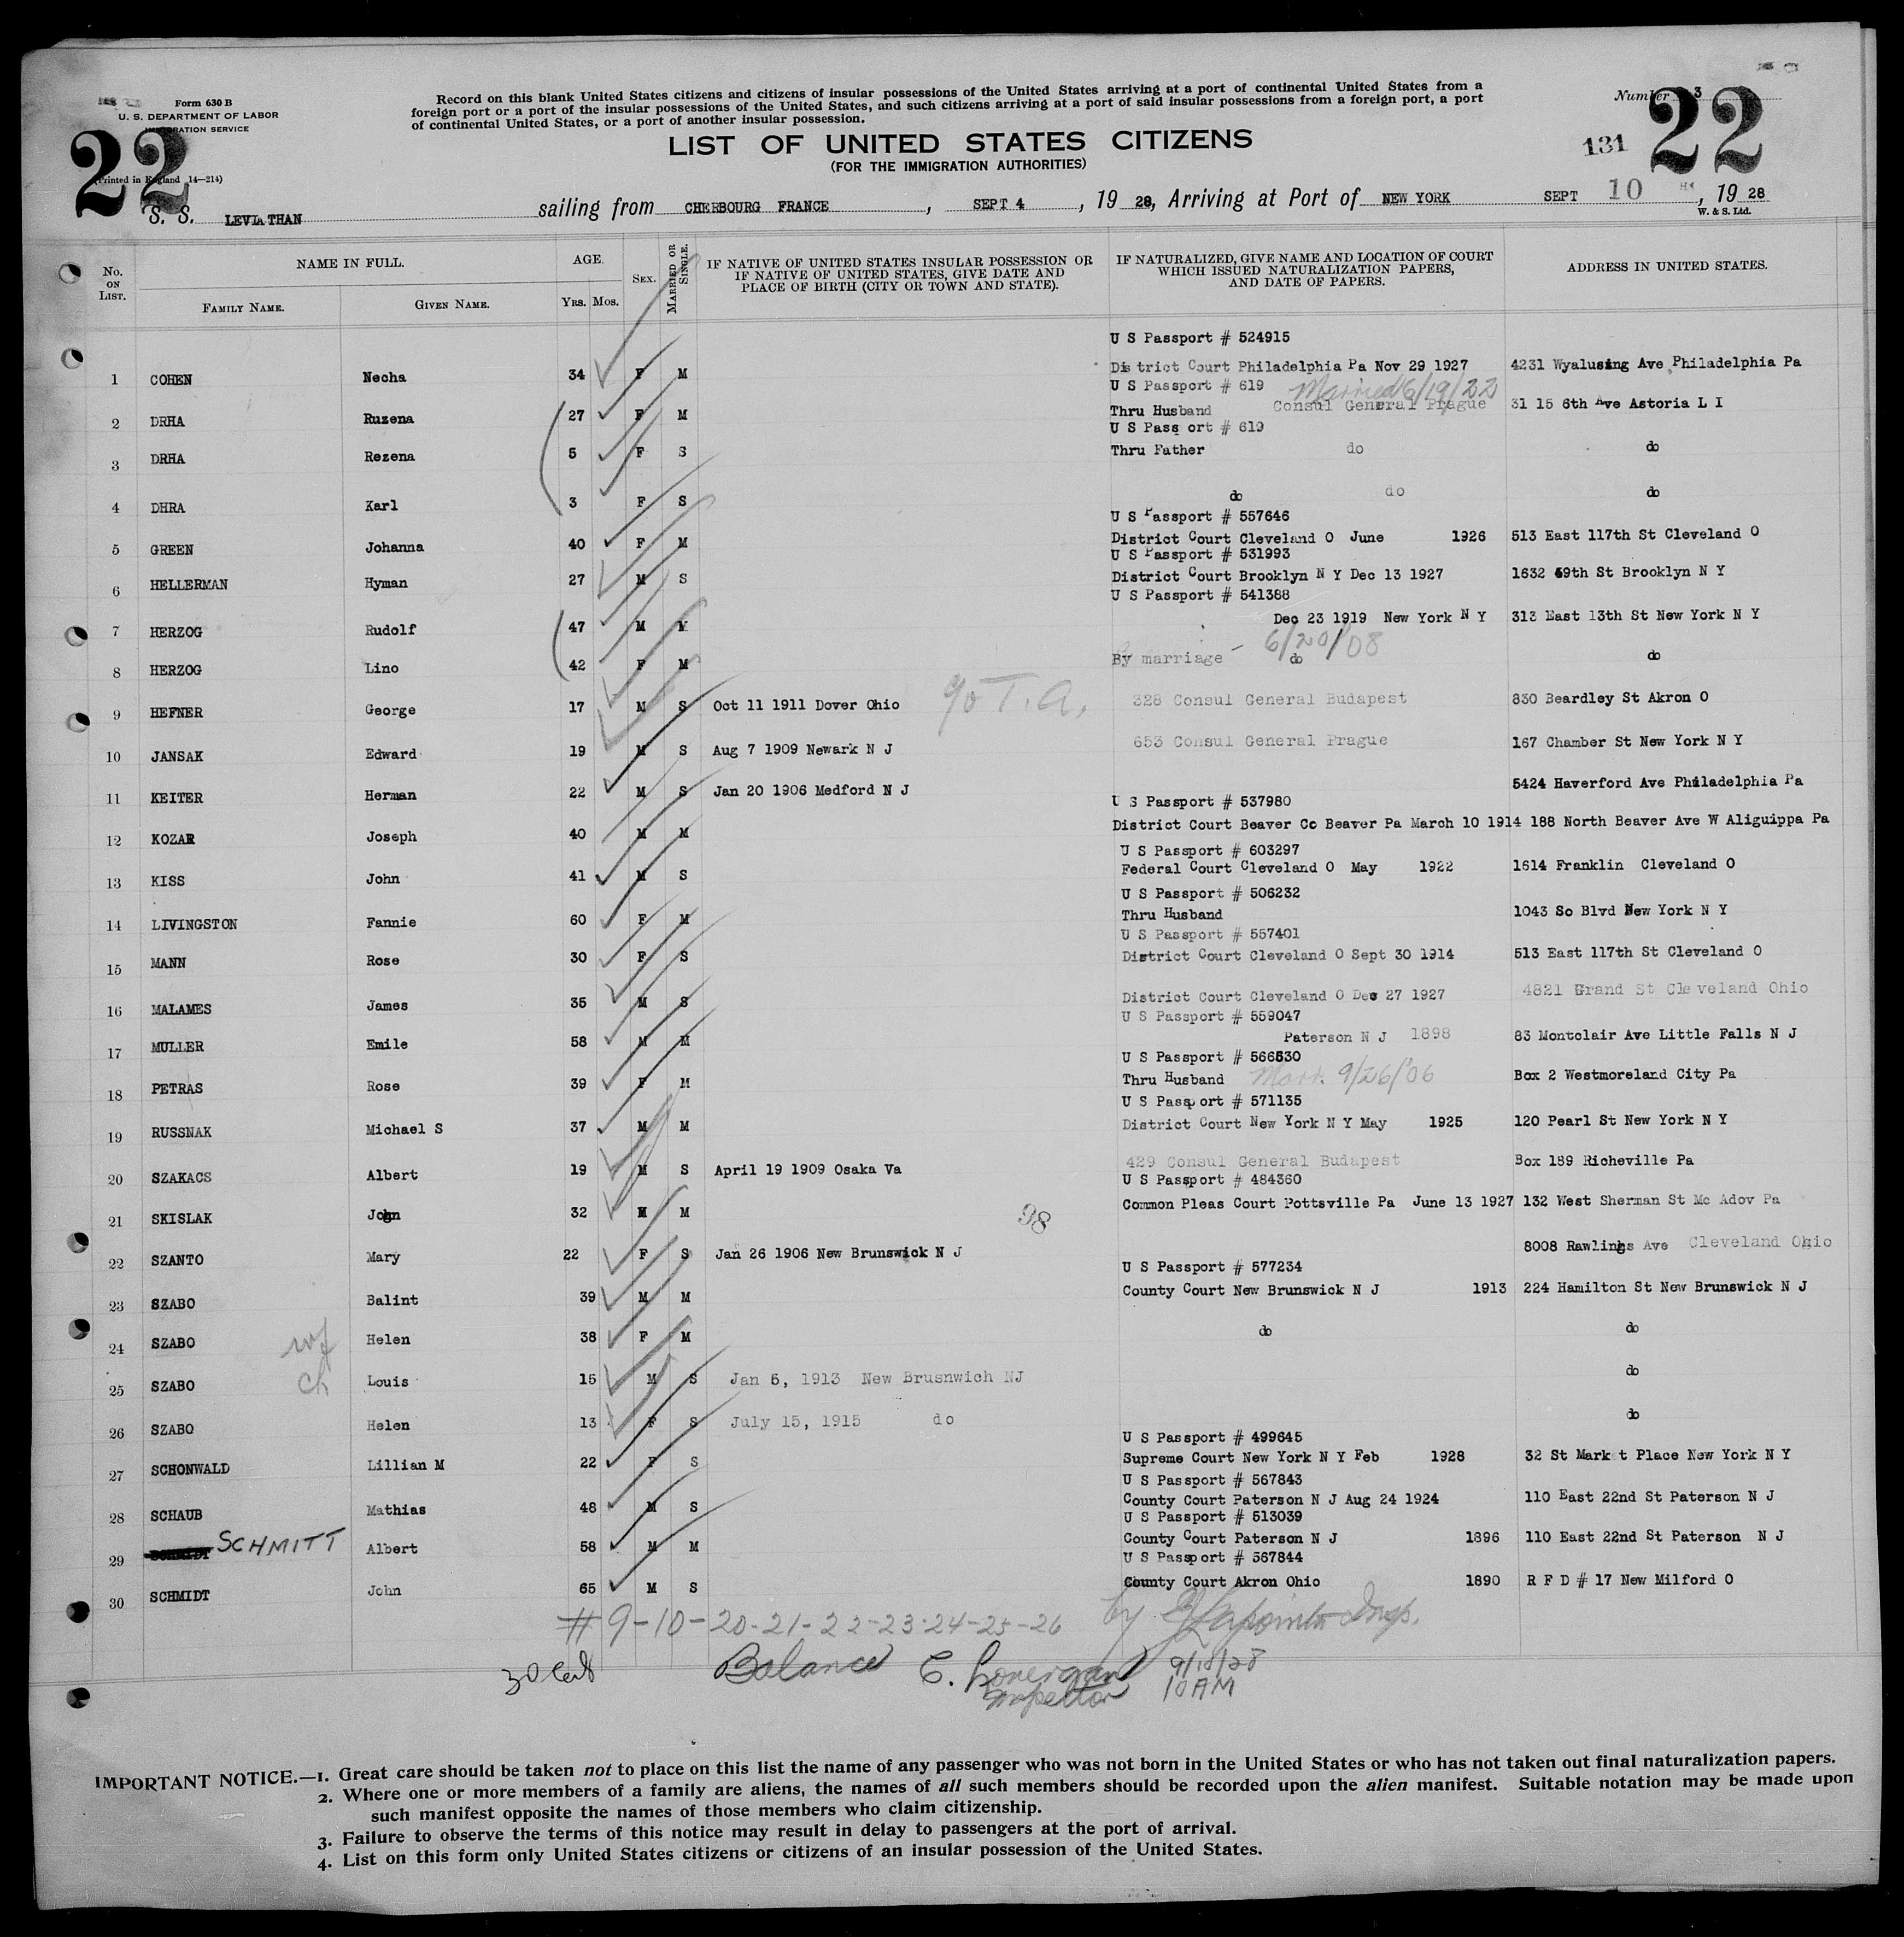 Form 630 B
U. S. DEPARTMENT OF LABOR
IMMIGRATION SERVICE
22
(Printed in England 14—214)
Record on this blank United States citizens and citizens of insular possessions of the United States arriving at a port of continental United States from a
foreign port or a port of the insular possessions of the United States, and such citizens arriving at a port of said insular possessions from a foreign port, a port
of continental United States, or a port of another insular possession.
LIST OF UNITED STATES CITIZENS
(FOR THE IMMIGRATION AUTHORITIES)
Number 3
131
22
S. S. LEVIATHAN sailing from CHERBOURG FRANCE, SEPT 4, 19 28, Arriving at Port of NEW YORK SEPT 10, 19 28
W. & S. Ltd.
No. ON LIST. NAME IN FULL. FAMILY NAME. GIVEN NAME. AGE. YRS. MOS. SEX. MARRIED OR SINGLE. IF NATIVE OF UNITED STATES INSULAR POSSESSION OR IF NATIVE OF UNITED STATES, GIVE DATE AND PLACE OF BIRTH (CITY OR TOWN AND STATE). IF NATURALIZED, GIVE NAME AND LOCATION OF COURT WHICH ISSUED NATURALIZATION PAPERS, AND DATE OF PAPERS. ADDRESS IN UNITED STATES.
U S Passport # 524915
1 COHEN Necha 34 F M District Court Philadelphia Pa Nov 29 1927 4231 Wyalusing Ave Philadelphia Pa
U S Passport # 619 Married 6/19/22
2 DRHA Ruzena 27 F M Thru Husband Consul General Prague 31 15 6th Ave Astoria L I
U S Pass ort # 619
3 DRHA Rezena 5 F S Thru Father do do
4 DHRA Karl 3 F S do do do
U S Passport # 557646
5 GREEN Johanna 40 F M District Court Cleveland O June 1926 513 East 117th St Cleveland O
U S Passport # 531993
6 HELLERMAN Hyman 27 M S District Court Brooklyn N Y Dec 13 1927 1632 59th St Brooklyn N Y
U S Passport # 541388
7 HERZOG Rudolf 47 M M Dec 23 1919 New York N Y 313 East 13th St New York N Y
8 HERZOG Lino 42 F M By marriage - 6/20/08 do do
9 HEFNER George 17 M S Oct 11 1911 Dover Ohio c/o T. A. 328 Consul General Budapest 830 Beardley St Akron O
10 JANSAK Edward 19 M S Aug 7 1909 Newark N J 653 Consul General Prague 167 Chamber St New York N Y
11 KEITER Herman 22 M S Jan 20 1906 Medford N J 5424 Haverford Ave Philadelphia Pa
U S Passport # 537980
12 KOZAR Joseph 40 M M District Court Beaver Co Beaver Pa March 10 1914 188 North Beaver Ave W Aliguippa Pa
U S Passport # 603297
13 KISS John 41 M S Federal Court Cleveland O May 1922 1614 Franklin Cleveland O
U S Passport # 506232
14 LIVINGSTON Fannie 60 F M Thru Husband 1043 So Blvd New York N Y
U S Passport # 557401
15 MANN Rose 30 F S District Court Cleveland O Sept 30 1914 513 East 117th St Cleveland O
16 MALAMES James 35 M S District Court Cleveland O Dec 27 1927 4821 Grand St Cleveland Ohio
U S Passport # 559047
17 MULLER Emile 58 M M Paterson N J 1898 83 Montclair Ave Little Falls N J
U S Passport # 566530
18 PETRAS Rose 39 F M Thru Husband Marr. 9/26/06 Box 2 Westmoreland City Pa
U S Passport # 571135
19 RUSSNAK Michael S 37 M M District Court New York N Y May 1925 120 Pearl St New York N Y
20 SZAKACS Albert 19 M S April 19 1909 Osaka Va 429 Consul General Budapest Box 189 Richeville Pa
U S Passport # 484360
21 SKISLAK John 32 M M 98 Common Pleas Court Pottsville Pa June 13 1927 132 West Sherman St Mc Adov Pa
22 SZANTO Mary 22 F S Jan 26 1906 New Brunswick N J 8008 Rawlings Ave Cleveland Ohio
U S Passport # 577234
23 SZABO Balint 39 M M County Court New Brunswick N J 1913 224 Hamilton St New Brunswick N J
24 SZABO wf Helen 38 F M do do
25 SZABO ch Louis 15 M S Jan 6, 1913 New Brusnwich NJ do
26 SZABO Helen 13 F S July 15, 1915 do do
U S Passport # 499645
27 SCHONWALD Lillian M 22 F S Supreme Court New York N Y Feb 1928 32 St Market Place New York N Y
U S Passport # 567843
28 SCHAUB Mathias 48 M S County Court Paterson N J Aug 24 1924 110 East 22nd St Paterson N J
U S Passport # 513039
29 SCHMITT Albert 58 M M County Court Paterson N J 1896 110 East 22nd St Paterson N J
U S Passport # 567844
30 SCHMIDT John 65 M S County Court Akron Ohio 1890 R F D # 17 New Milford O
# 9-10-20-21-22-23-24-25-26 by Lapointe Insp.
Balance C. Lonergan 9/10/28
Inspector 10 AM
IMPORTANT NOTICE.—1. Great care should be taken not to place on this list the name of any passenger who was not born in the United States or who has not taken out final naturalization papers.
2. Where one or more members of a family are aliens, the names of all such members should be recorded upon the alien manifest. Suitable notation may be made upon
such manifest opposite the names of those members who claim citizenship.
3. Failure to observe the terms of this notice may result in delay to passengers at the port of arrival.
4. List on this form only United States citizens or citizens of an insular possession of the United States.